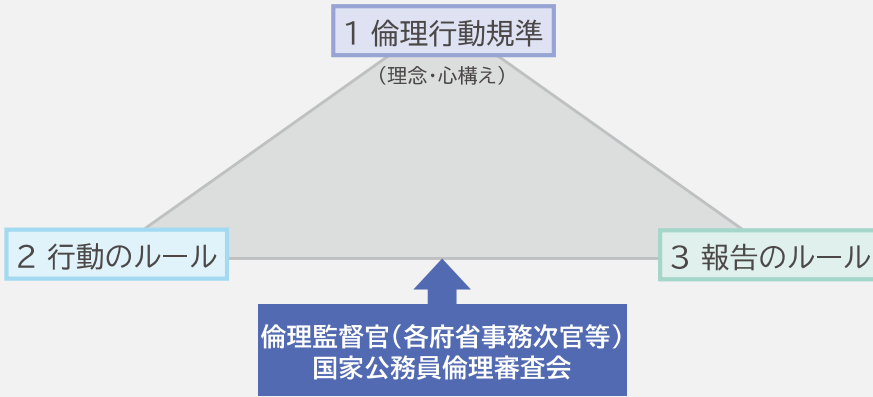 1 倫理行動規準
（理念・心構え）
2 行動のルール
3 報告のルール
倫理監督官（各府省事務次官等）
国家公務員倫理審査会